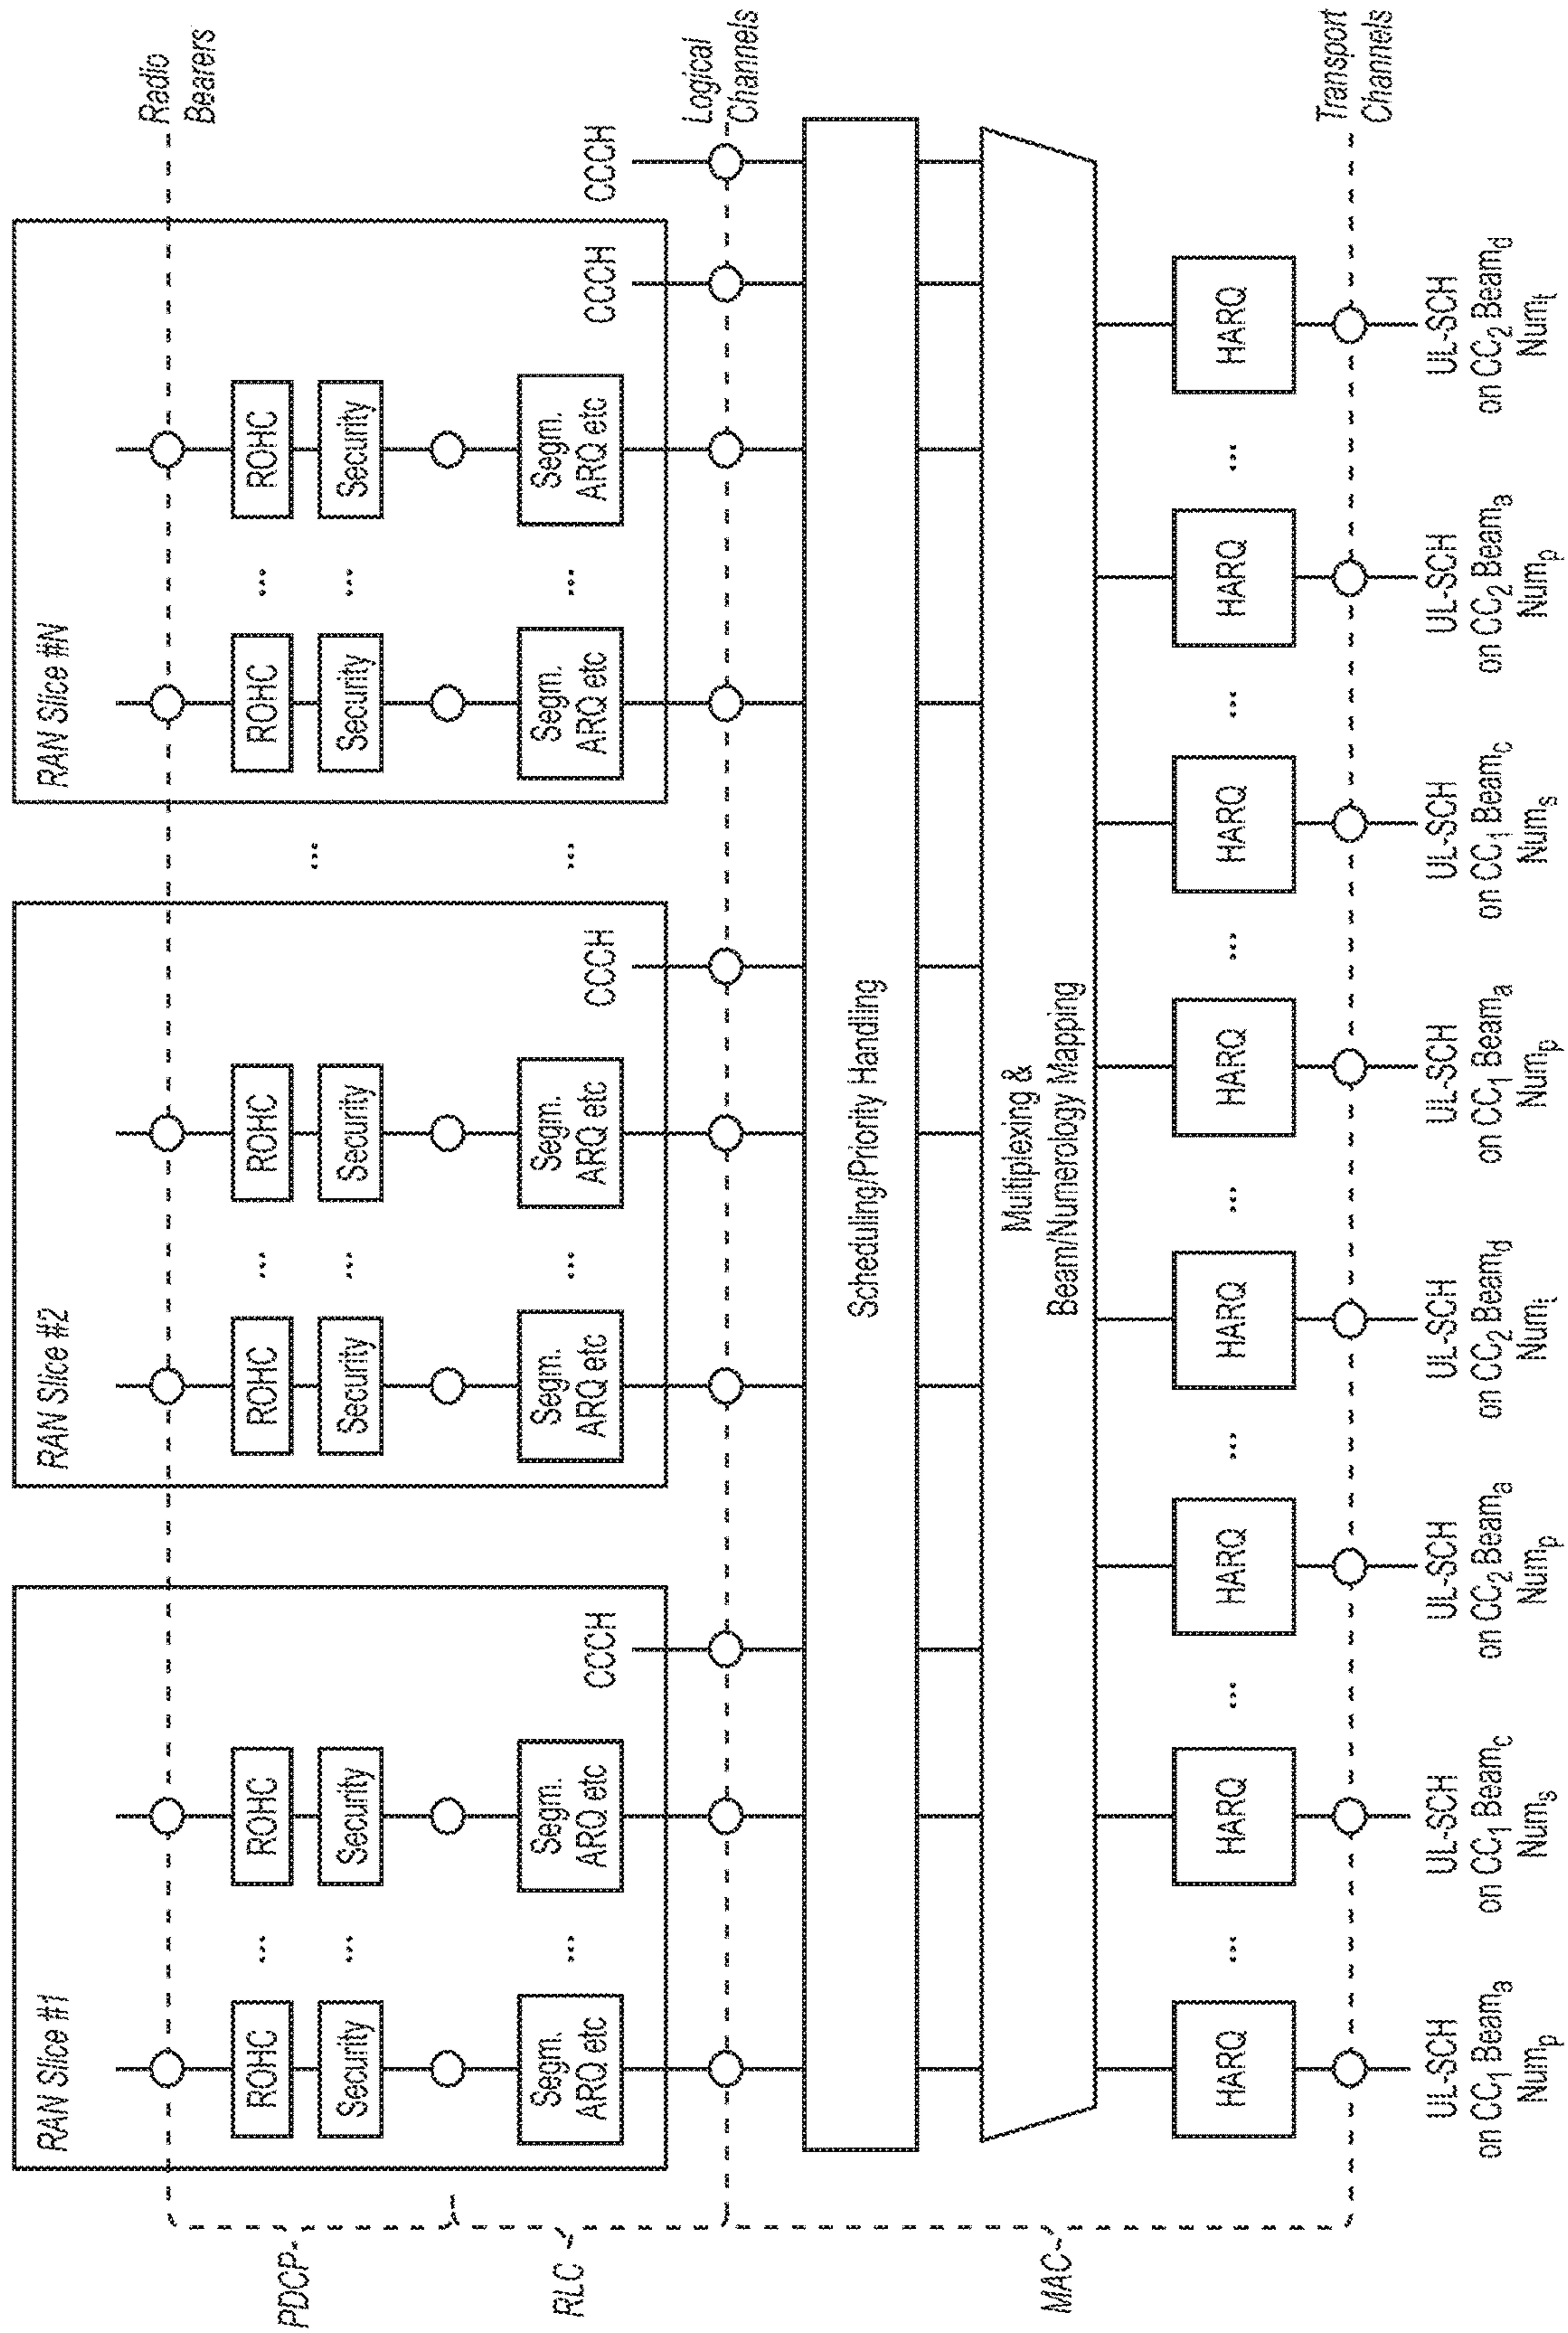 RAN Slice #1
RAN Slice #2
RAN Slice #N
Radio
Bearers
PDCP
ROHC
ROHC
ROHC
ROHC
ROHC
ROHC
Security
Security
Security
Security
Security
Security
RLC
Segm.
ARQ etc
Segm.
ARQ etc
CCCH
Segm.
ARQ etc
Segm.
ARQ etc
CCCH
Segm.
ARQ etc
Segm.
ARQ etc
CCCH
CCCH
Logical
Channels
Scheduling/Priority Handling
MAC
Multiplexing &
Beam/Numerology Mapping
HARQ
HARQ
HARQ
HARQ
HARQ
HARQ
HARQ
HARQ
Transport
Channels
UL-SCH
on CC1 Beama
Nump
UL-SCH
on CC1 Beamc
Nums
UL-SCH
on CC2 Beama
Nump
UL-SCH
on CC2 Beamd
Numt
UL-SCH
on CC1 Beama
Nump
UL-SCH
on CC1 Beamc
Nums
UL-SCH
on CC2 Beama
Nump
UL-SCH
on CC2 Beamd
Numt